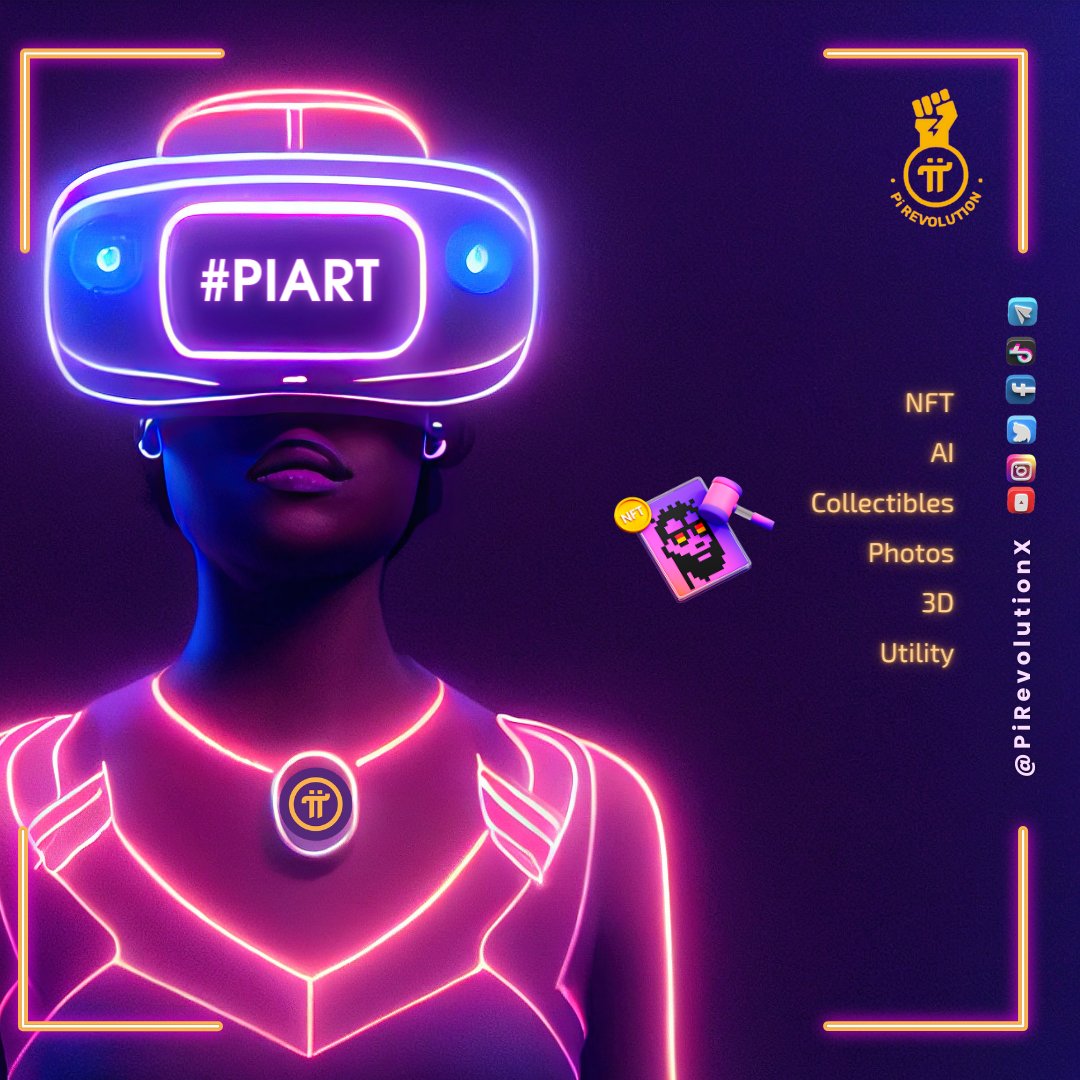 #PIART
Pi REVOLUTION
NFT
AI
Collectibles
Photos
3D
Utility
NFT
@PiRevolutionX